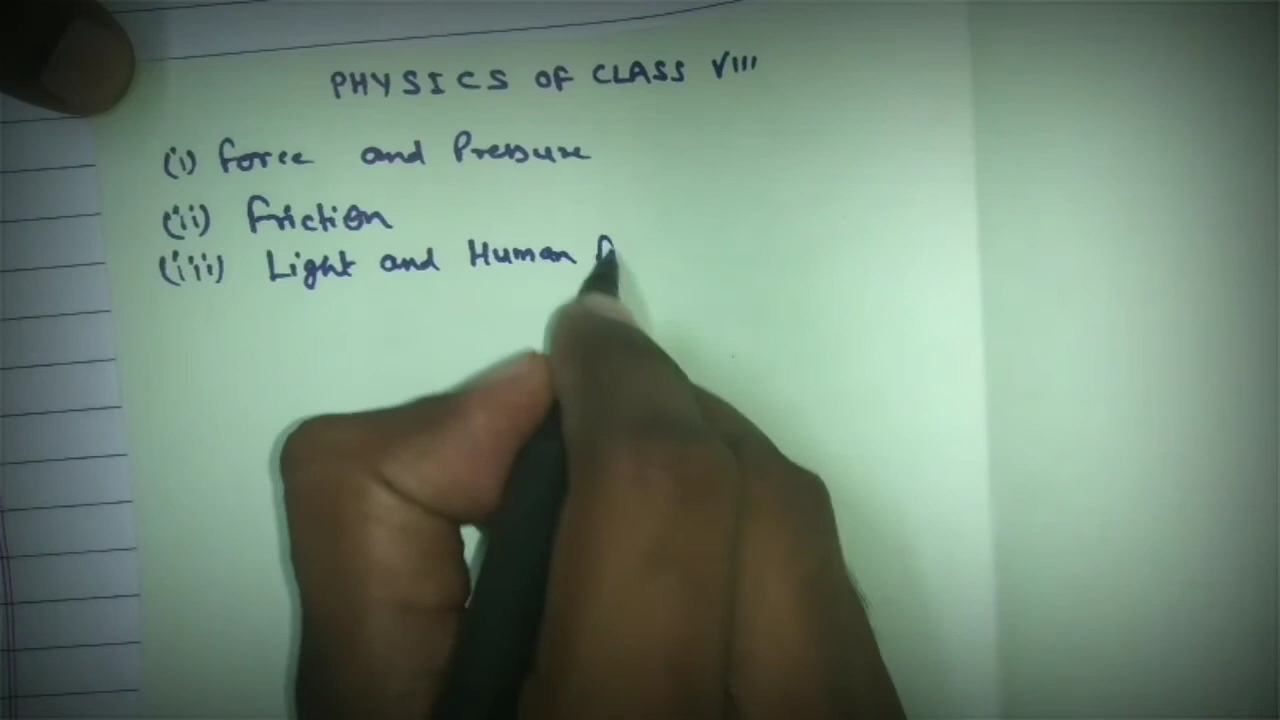 PHYSICS OF CLASS VIII
(i) Force and Pressure
(ii) Friction
(iii) Light and Human